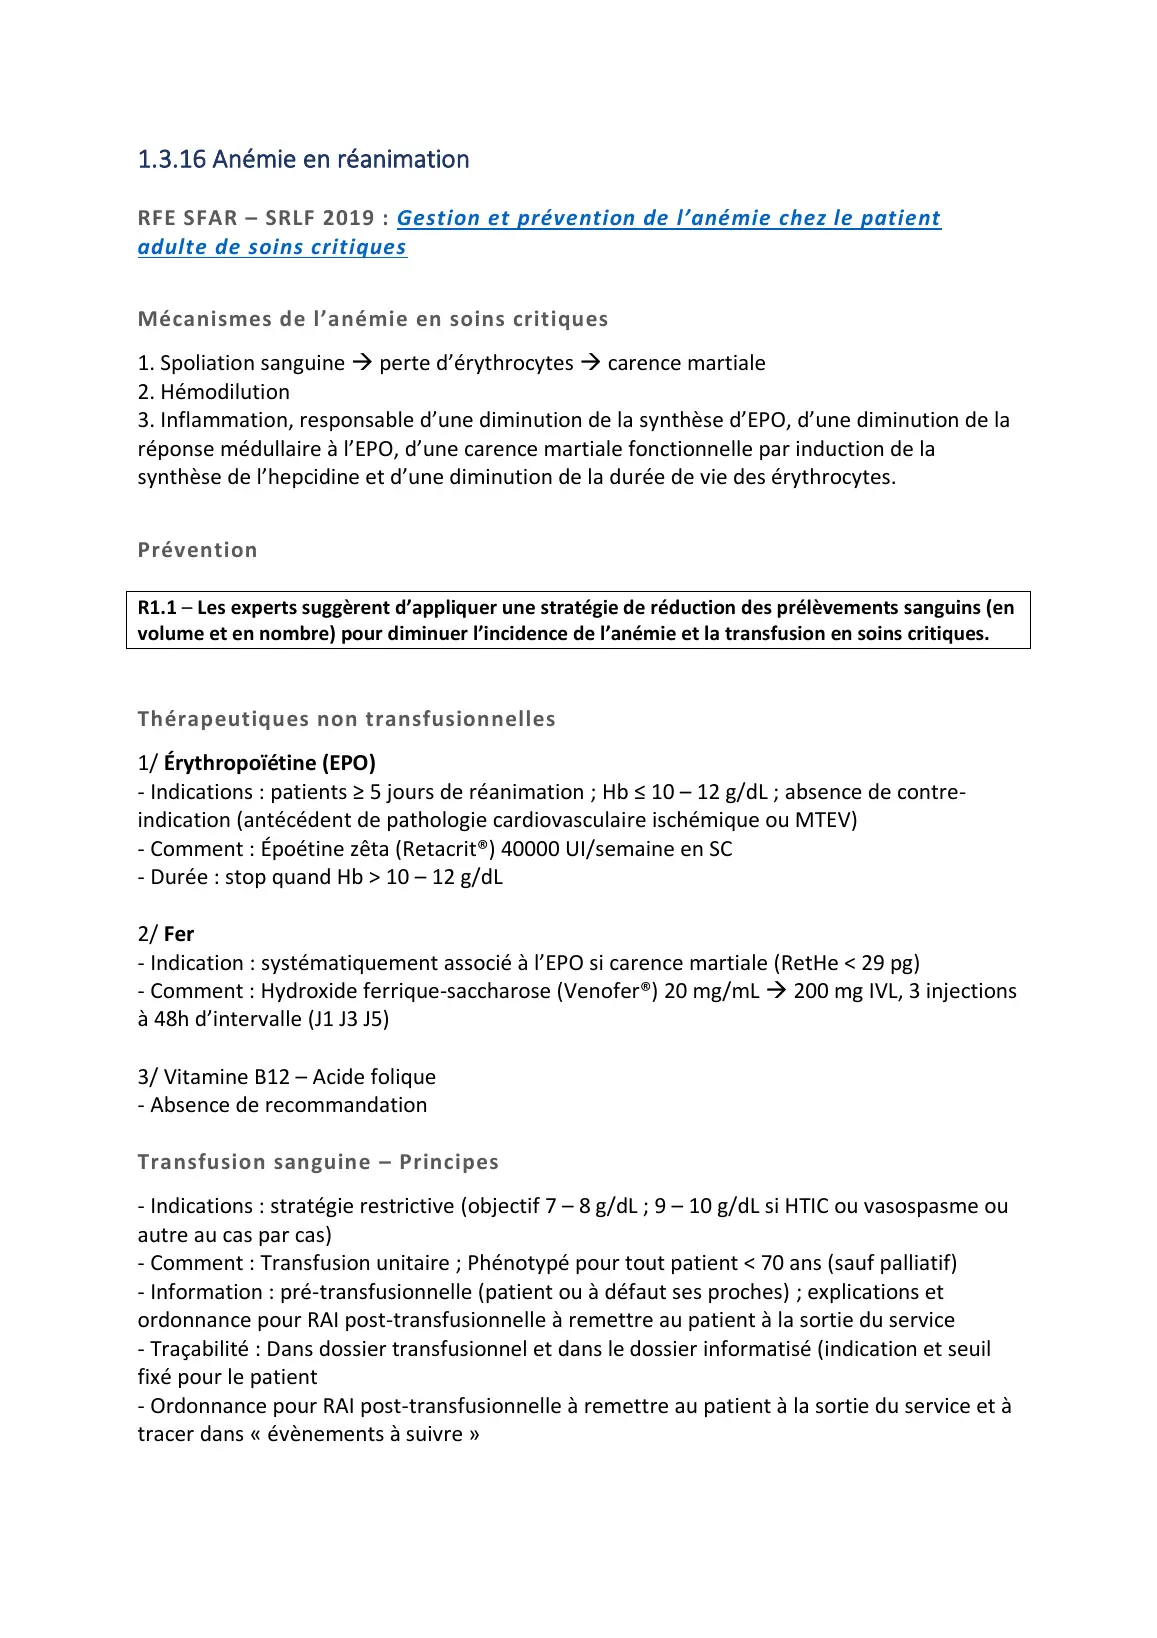 1.3.16 Anémie en réanimation
RFE SFAR – SRLF 2019 : Gestion et prévention de l’anémie chez le patient
adulte de soins critiques
Mécanismes de l’anémie en soins critiques
1. Spoliation sanguine → perte d’érythrocytes → carence martiale
2. Hémodilution
3. Inflammation, responsable d’une diminution de la synthèse d’EPO, d’une diminution de la
réponse médullaire à l’EPO, d’une carence martiale fonctionnelle par induction de la
synthèse de l’hepcidine et d’une diminution de la durée de vie des érythrocytes.
Prévention
R1.1 – Les experts suggèrent d’appliquer une stratégie de réduction des prélèvements sanguins (en
volume et en nombre) pour diminuer l’incidence de l’anémie et la transfusion en soins critiques.
Thérapeutiques non transfusionnelles
1/ Érythropoïétine (EPO)
- Indications : patients ≥ 5 jours de réanimation ; Hb ≤ 10 – 12 g/dL ; absence de contre-
indication (antécédent de pathologie cardiovasculaire ischémique ou MTEV)
- Comment : Époétine zêta (Retacrit®) 40000 UI/semaine en SC
- Durée : stop quand Hb > 10 – 12 g/dL
2/ Fer
- Indication : systématiquement associé à l’EPO si carence martiale (RetHe < 29 pg)
- Comment : Hydroxide ferrique-saccharose (Venofer®) 20 mg/mL → 200 mg IVL, 3 injections
à 48h d’intervalle (J1 J3 J5)
3/ Vitamine B12 – Acide folique
- Absence de recommandation
Transfusion sanguine – Principes
- Indications : stratégie restrictive (objectif 7 – 8 g/dL ; 9 – 10 g/dL si HTIC ou vasospasme ou
autre au cas par cas)
- Comment : Transfusion unitaire ; Phénotypé pour tout patient < 70 ans (sauf palliatif)
- Information : pré-transfusionnelle (patient ou à défaut ses proches) ; explications et
ordonnance pour RAI post-transfusionnelle à remettre au patient à la sortie du service
- Traçabilité : Dans dossier transfusionnel et dans le dossier informatisé (indication et seuil
fixé pour le patient
- Ordonnance pour RAI post-transfusionnelle à remettre au patient à la sortie du service et à
tracer dans « évènements à suivre »